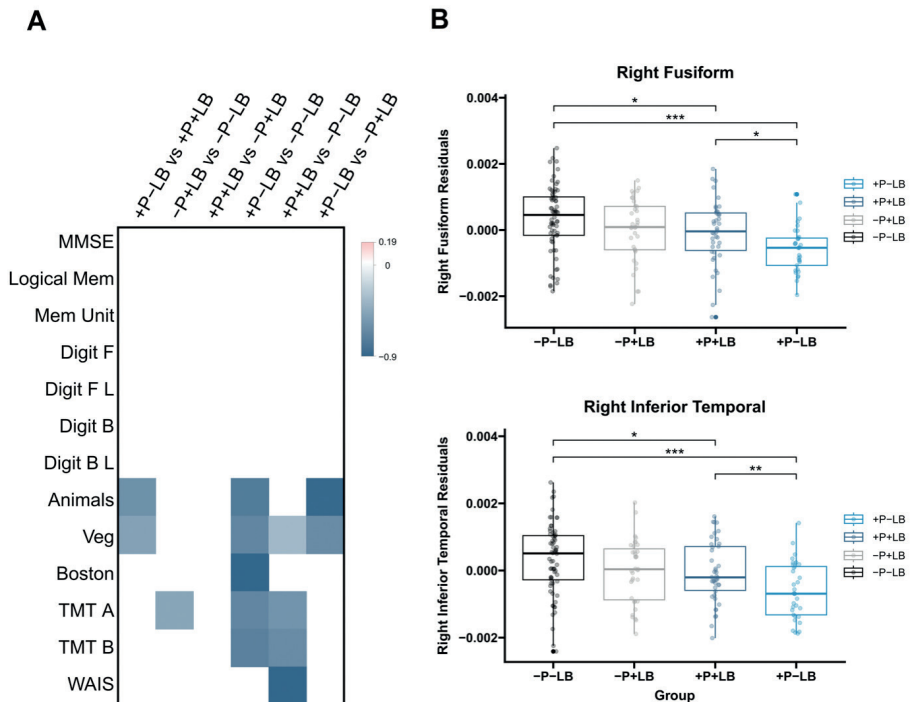 A
+P−LB vs +P+LB
−P+LB vs −P−LB
+P+LB vs −P+LB
+P−LB vs −P−LB
+P+LB vs −P−LB
+P−LB vs −P+LB
MMSE
Logical Mem
Mem Unit
Digit F
Digit F L
Digit B
Digit B L
Animals
Veg
Boston
TMT A
TMT B
WAIS
0.19
0
−0.9
B
Right Fusiform
Right Fusiform Residuals
0.004
0.002
0.000
−0.002
*
***
*
−P−LB
−P+LB
+P+LB
+P−LB
+P−LB
+P+LB
−P+LB
−P−LB
Right Inferior Temporal
Right Inferior Temporal Residuals
0.004
0.002
0.000
−0.002
*
***
**
−P−LB
−P+LB
+P+LB
+P−LB
Group
+P−LB
+P+LB
−P+LB
−P−LB